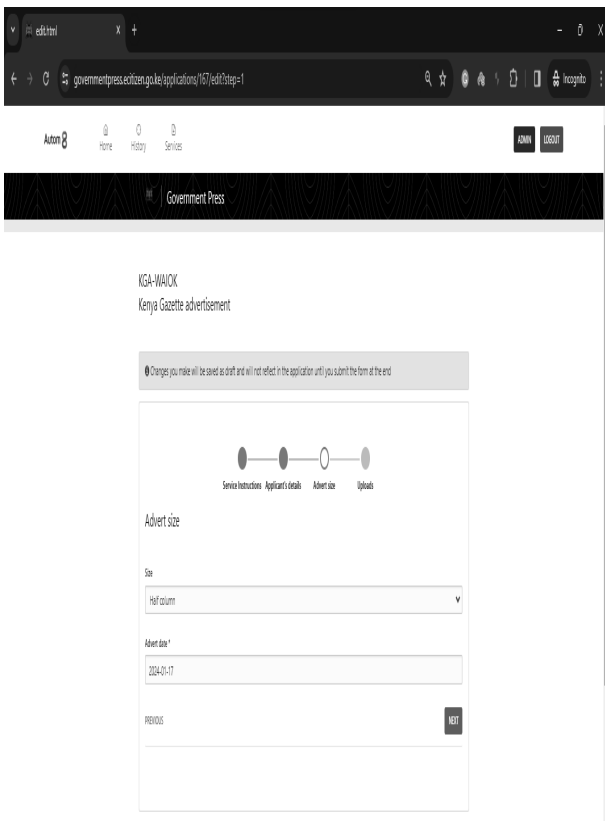 edit.html
governmentpress.ecitizen.go.ke/applications/167/edit?step=1
Incognito
Autom8
Home History Services
ADMIN LOGOUT
Government Press
KGA-WAIOK
Kenya Gazette advertisement
Changes you make will be saved as draft and will not reflect in the application until you submit the form at the end
Service Instructions Applicant's details Advert size Uploads
Advert size
Size
Half column
Advert date *
2024-01-17
PREVIOUS NEXT